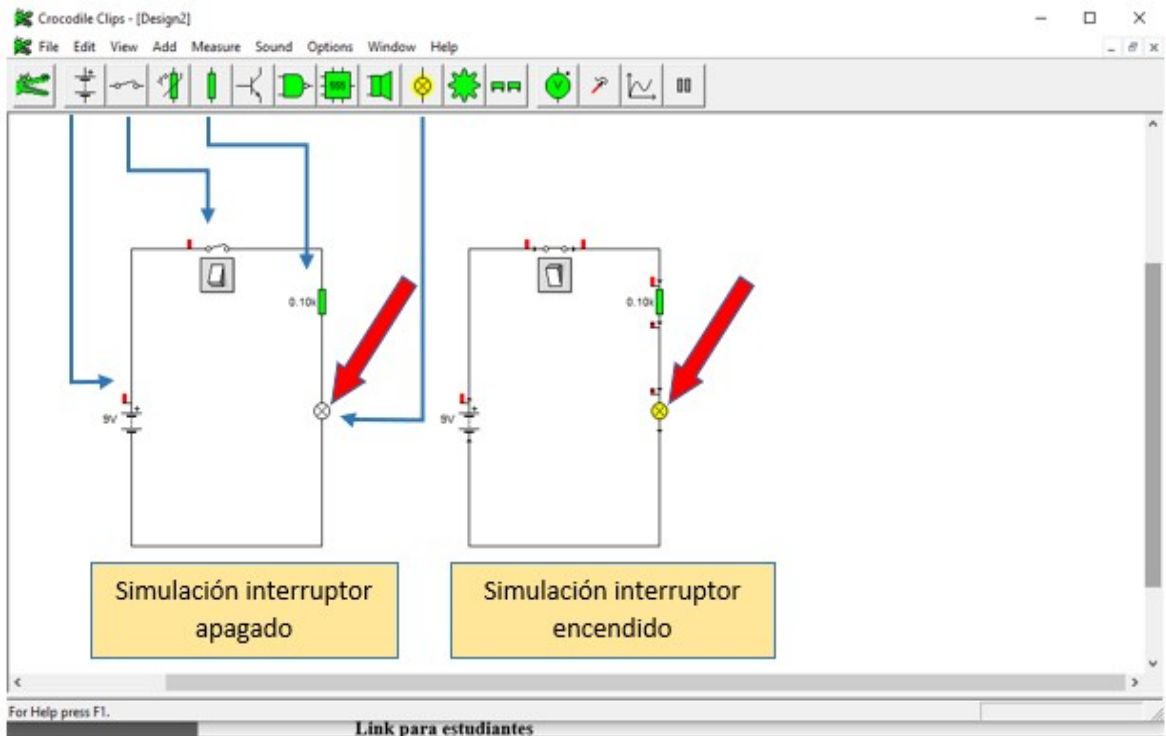 Crocodile Clips - [Design2]
File Edit View Add Measure Sound Options Window Help
555
V
0.10k
0.10k
9V
9V
Simulación interruptor
apagado
Simulación interruptor
encendido
For Help press F1.
Link para estudiantes